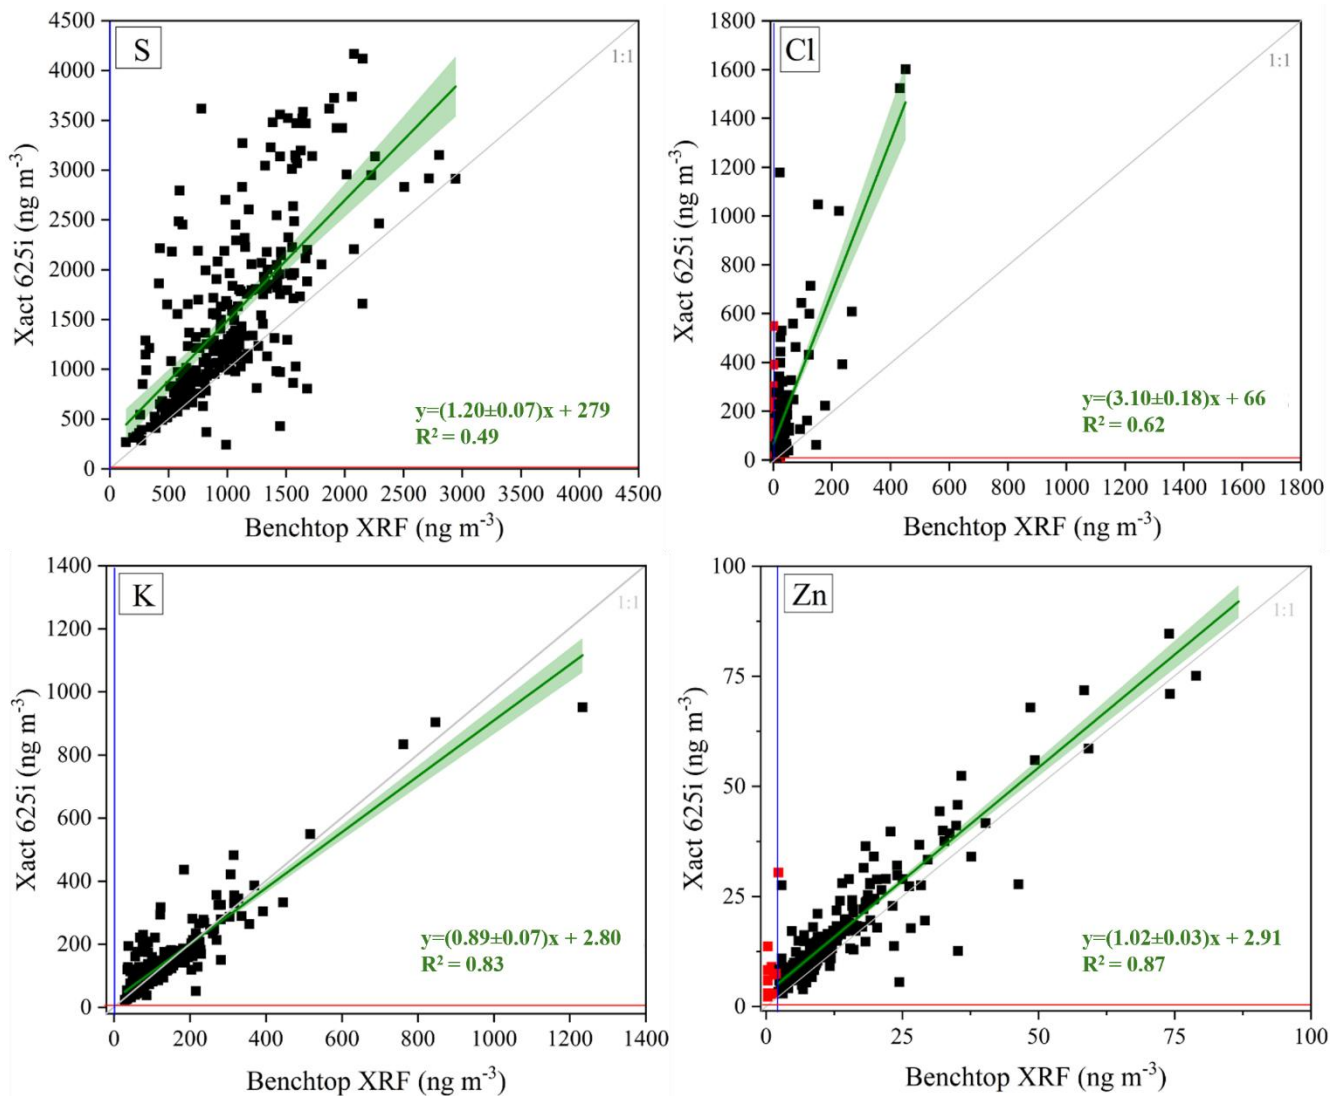 S
1:1
Xact 625i (ng m⁻³)
4500
4000
3500
3000
2500
2000
1500
1000
500
0
y=(1.20±0.07)x + 279
R² = 0.49
0 500 1000 1500 2000 2500 3000 3500 4000 4500
Benchtop XRF (ng m⁻³)
Cl
1:1
Xact 625i (ng m⁻³)
1800
1600
1400
1200
1000
800
600
400
200
0
y=(3.10±0.18)x + 66
R² = 0.62
0 200 400 600 800 1000 1200 1400 1600 1800
Benchtop XRF (ng m⁻³)
K
1:1
Xact 625i (ng m⁻³)
1400
1200
1000
800
600
400
200
0
y=(0.89±0.07)x + 2.80
R² = 0.83
0 200 400 600 800 1000 1200 1400
Benchtop XRF (ng m⁻³)
Zn
1:1
Xact 625i (ng m⁻³)
100
75
50
25
0
y=(1.02±0.03)x + 2.91
R² = 0.87
0 25 50 75 100
Benchtop XRF (ng m⁻³)